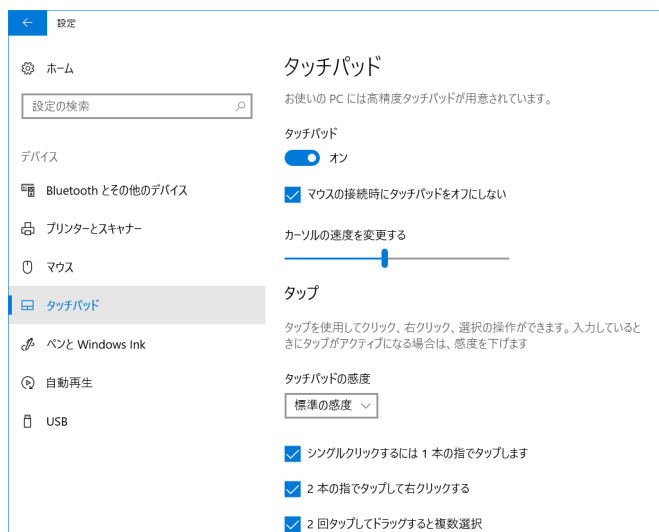 設定
ホーム
設定の検索
デバイス
Bluetooth とその他のデバイス
プリンターとスキャナー
マウス
タッチパッド
ペンと Windows Ink
自動再生
USB
タッチパッド
お使いの PC には高精度タッチパッドが用意されています。
タッチパッド
オン
マウスの接続時にタッチパッドをオフにしない
カーソルの速度を変更する
タップ
タップを使用してクリック、右クリック、選択の操作ができます。入力していると
きにタップがアクティブになる場合は、感度を下げます
タッチパッドの感度
標準の感度
シングルクリックするには 1 本の指でタップします
2 本の指でタップして右クリックする
2 回タップしてドラッグすると複数選択